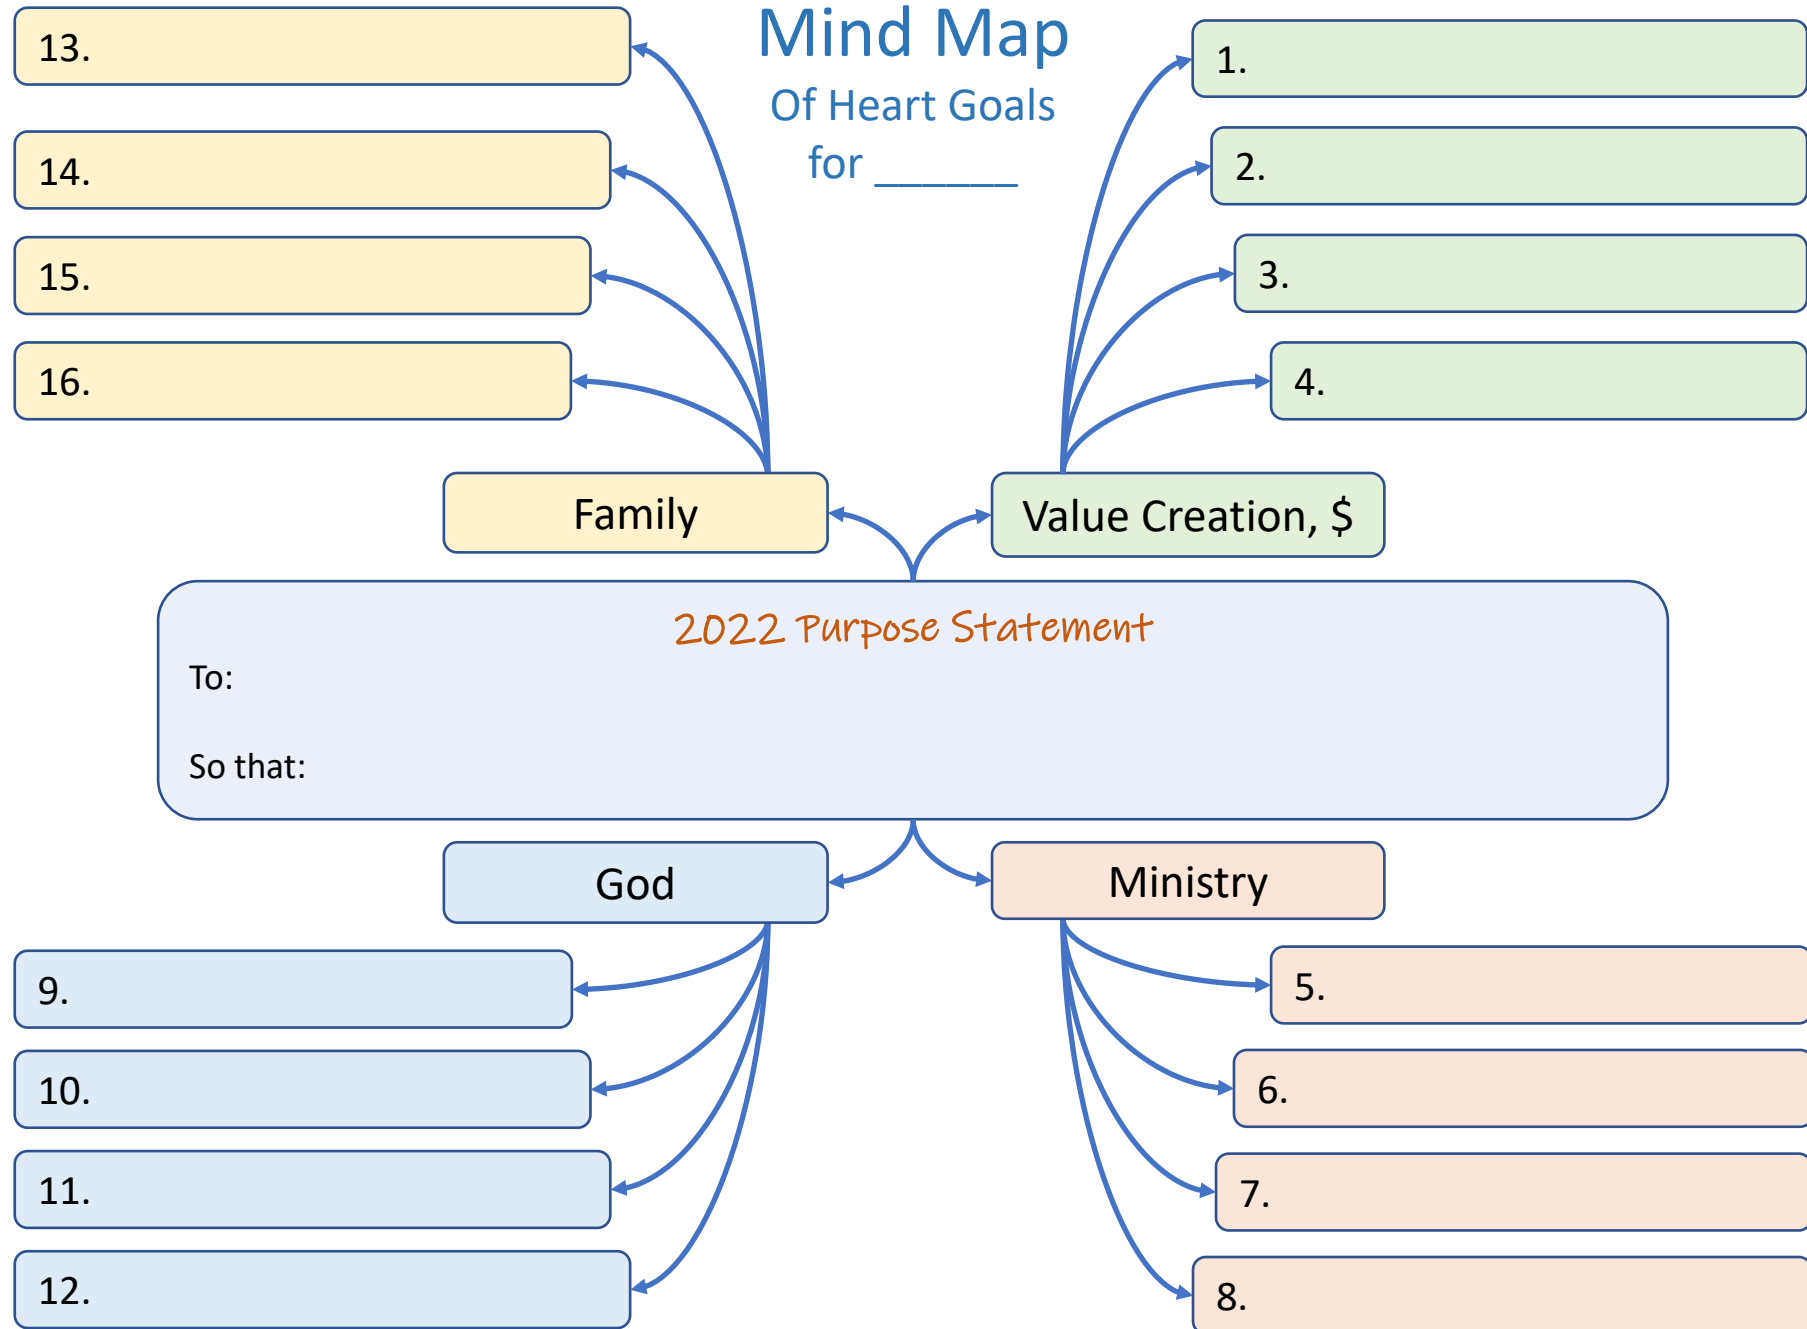 Mind Map
Of Heart Goals
for ______
13.
14.
15.
16.
1.
2.
3.
4.
Family
Value Creation, $
2022 Purpose Statement
To:
So that:
God
Ministry
9.
10.
11.
12.
5.
6.
7.
8.